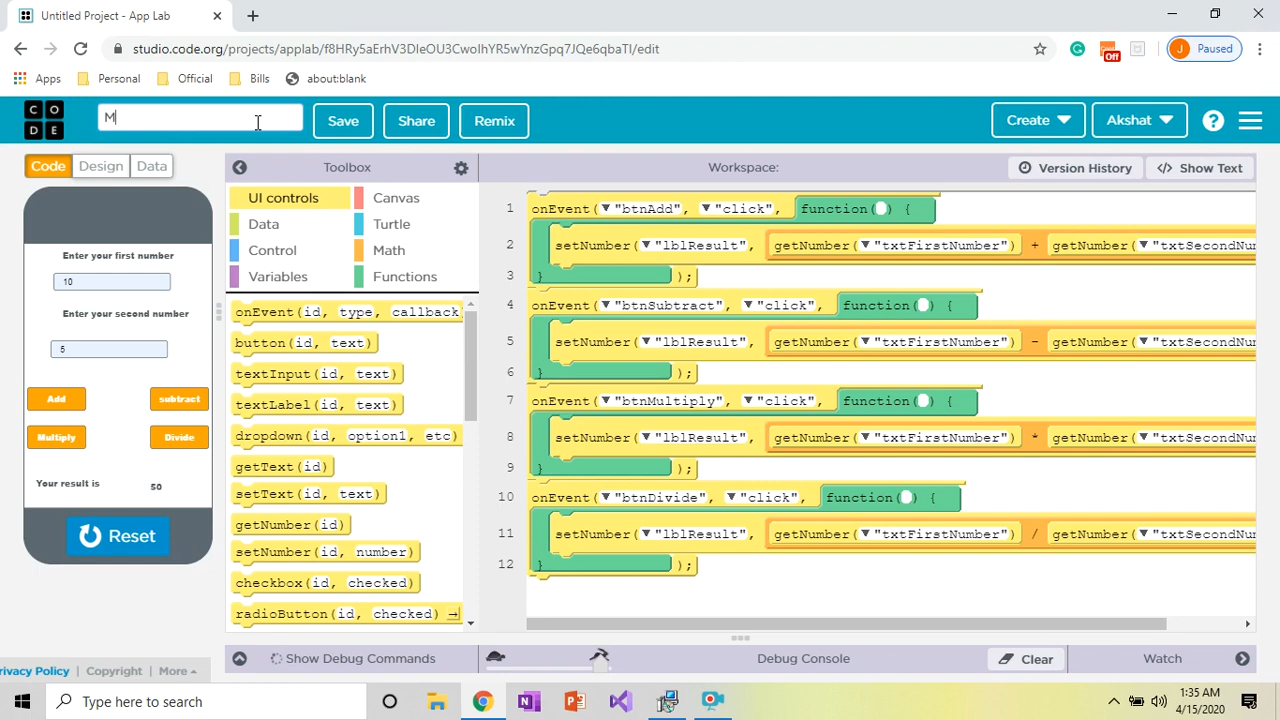 Untitled Project - App Lab
studio.code.org/projects/applab/f8HRy5aErhV3DIeOU3CwoIhYR5wYnzGpq7JQe6qbaTI/edit
Off
J Paused
Apps
Personal
Official
Bills
about:blank
C O
D E
M
Save
Share
Remix
Create
Akshat
?
Code
Design
Data
Toolbox
Workspace:
Version History
</> Show Text
Enter your first number
10
Enter your second number
5
Add
subtract
Multiply
Divide
Your result is 50
Reset
UI controls
Canvas
Data
Turtle
Control
Math
Variables
Functions
onEvent(id, type, callback
button(id, text)
textInput(id, text)
textLabel(id, text)
dropdown(id, option1, etc)
getText(id)
setText(id, text)
getNumber(id)
setNumber(id, number)
checkbox(id, checked)
radioButton(id, checked)
1 onEvent(▼"btnAdd", ▼"click", function() {
2 setNumber(▼"lblResult", getNumber(▼"txtFirstNumber") + getNumber(▼"txtSecondNu
3 } );
4 onEvent(▼"btnSubtract", ▼"click", function() {
5 setNumber(▼"lblResult", getNumber(▼"txtFirstNumber") - getNumber(▼"txtSecondNu
6 } );
7 onEvent(▼"btnMultiply", ▼"click", function() {
8 setNumber(▼"lblResult", getNumber(▼"txtFirstNumber") * getNumber(▼"txtSecondNu
9 } );
10 onEvent(▼"btnDivide", ▼"click", function() {
11 setNumber(▼"lblResult", getNumber(▼"txtFirstNumber") / getNumber(▼"txtSecondNu
12 } );
rivacy Policy | Copyright | More
Show Debug Commands
Debug Console
Clear
Watch
Type here to search
1:35 AM
4/15/2020